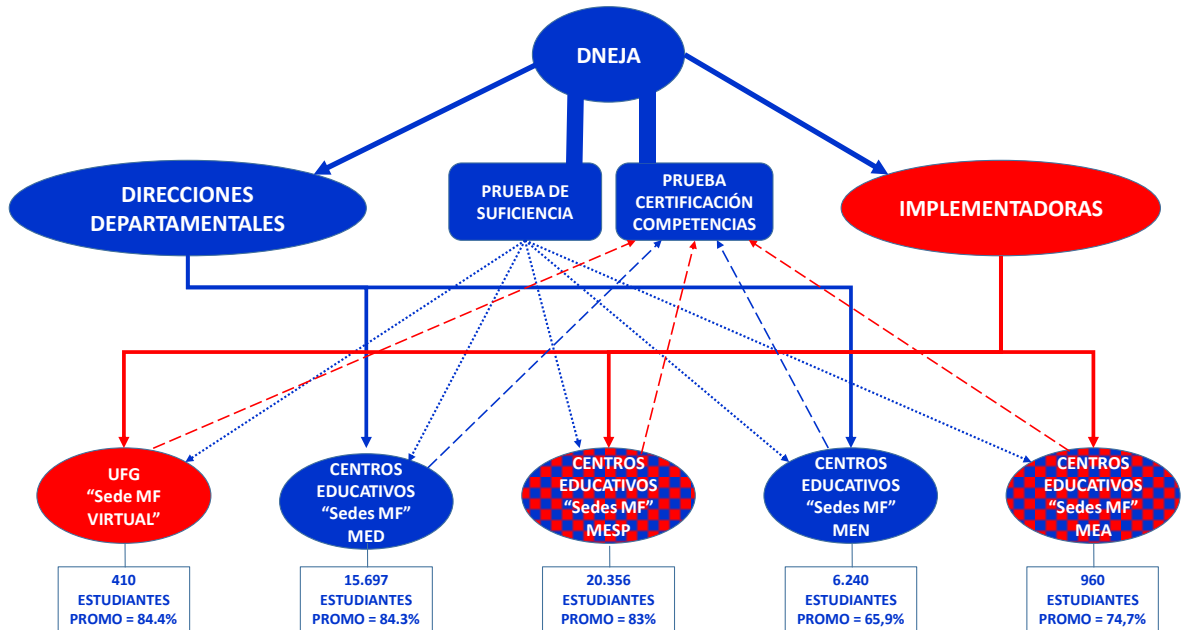 DNEJA
DIRECCIONES
DEPARTAMENTALES
PRUEBA DE
SUFICIENCIA
PRUEBA
CERTIFICACIÓN
COMPETENCIAS
IMPLEMENTADORAS
UFG
“Sede MF
VIRTUAL”
CENTROS
EDUCATIVOS
“Sedes MF”
MED
CENTROS
EDUCATIVOS
“Sedes MF”
MESP
CENTROS
EDUCATIVOS
“Sedes MF”
MEN
CENTROS
EDUCATIVOS
“Sedes MF”
MEA
410
ESTUDIANTES
PROMO = 84.4%
15.697
ESTUDIANTES
PROMO = 84.3%
20.356
ESTUDIANTES
PROMO = 83%
6.240
ESTUDIANTES
PROMO = 65,9%
960
ESTUDIANTES
PROMO = 74,7%